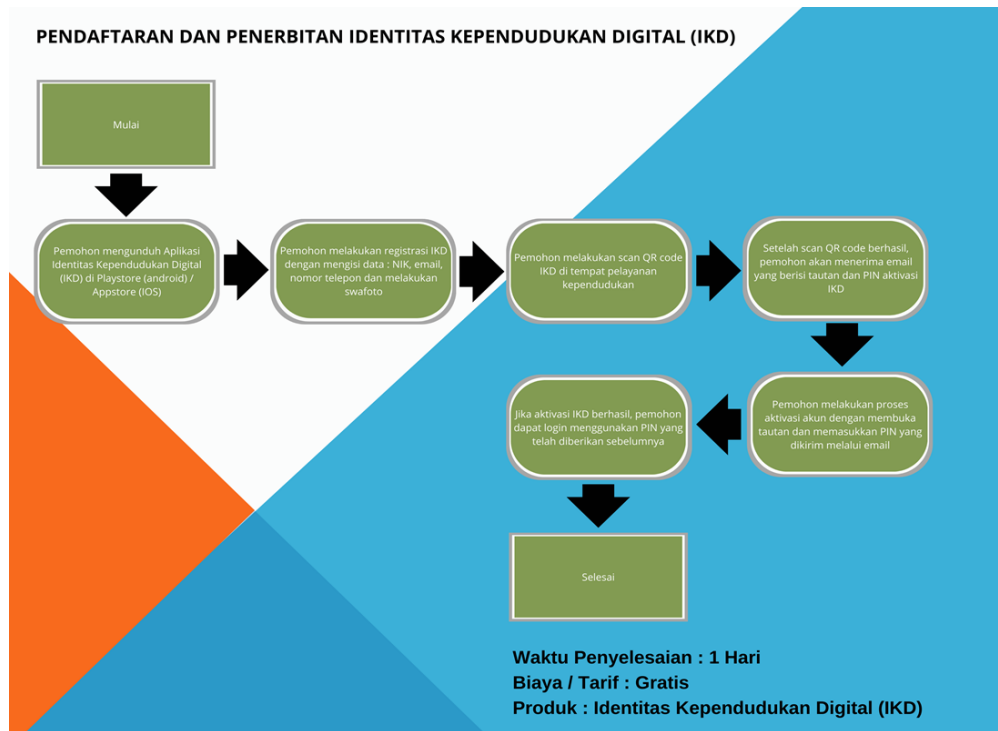 PENDAFTARAN DAN PENERBITAN IDENTITAS KEPENDUDUKAN DIGITAL (IKD)
Mulai
Pemohon mengunduh Aplikasi
Identitas Kependudukan Digital
(IKD) di Playstore (android) /
Appstore (IOS)
Pemohon melakukan registrasi IKD
dengan mengisi data : NIK, email,
nomor telepon dan melakukan
swafoto
Pemohon melakukan scan QR code
IKD di tempat pelayanan
kependudukan
Setelah scan QR code berhasil,
pemohon akan menerima email
yang berisi tautan dan PIN aktivasi
IKD
Pemohon melakukan proses
aktivasi akun dengan membuka
tautan dan memasukkan PIN yang
dikirim melalui email
Jika aktivasi IKD berhasil, pemohon
dapat login menggunakan PIN yang
telah diberikan sebelumnya
Selesai
Waktu Penyelesaian : 1 Hari
Biaya / Tarif : Gratis
Produk : Identitas Kependudukan Digital (IKD)